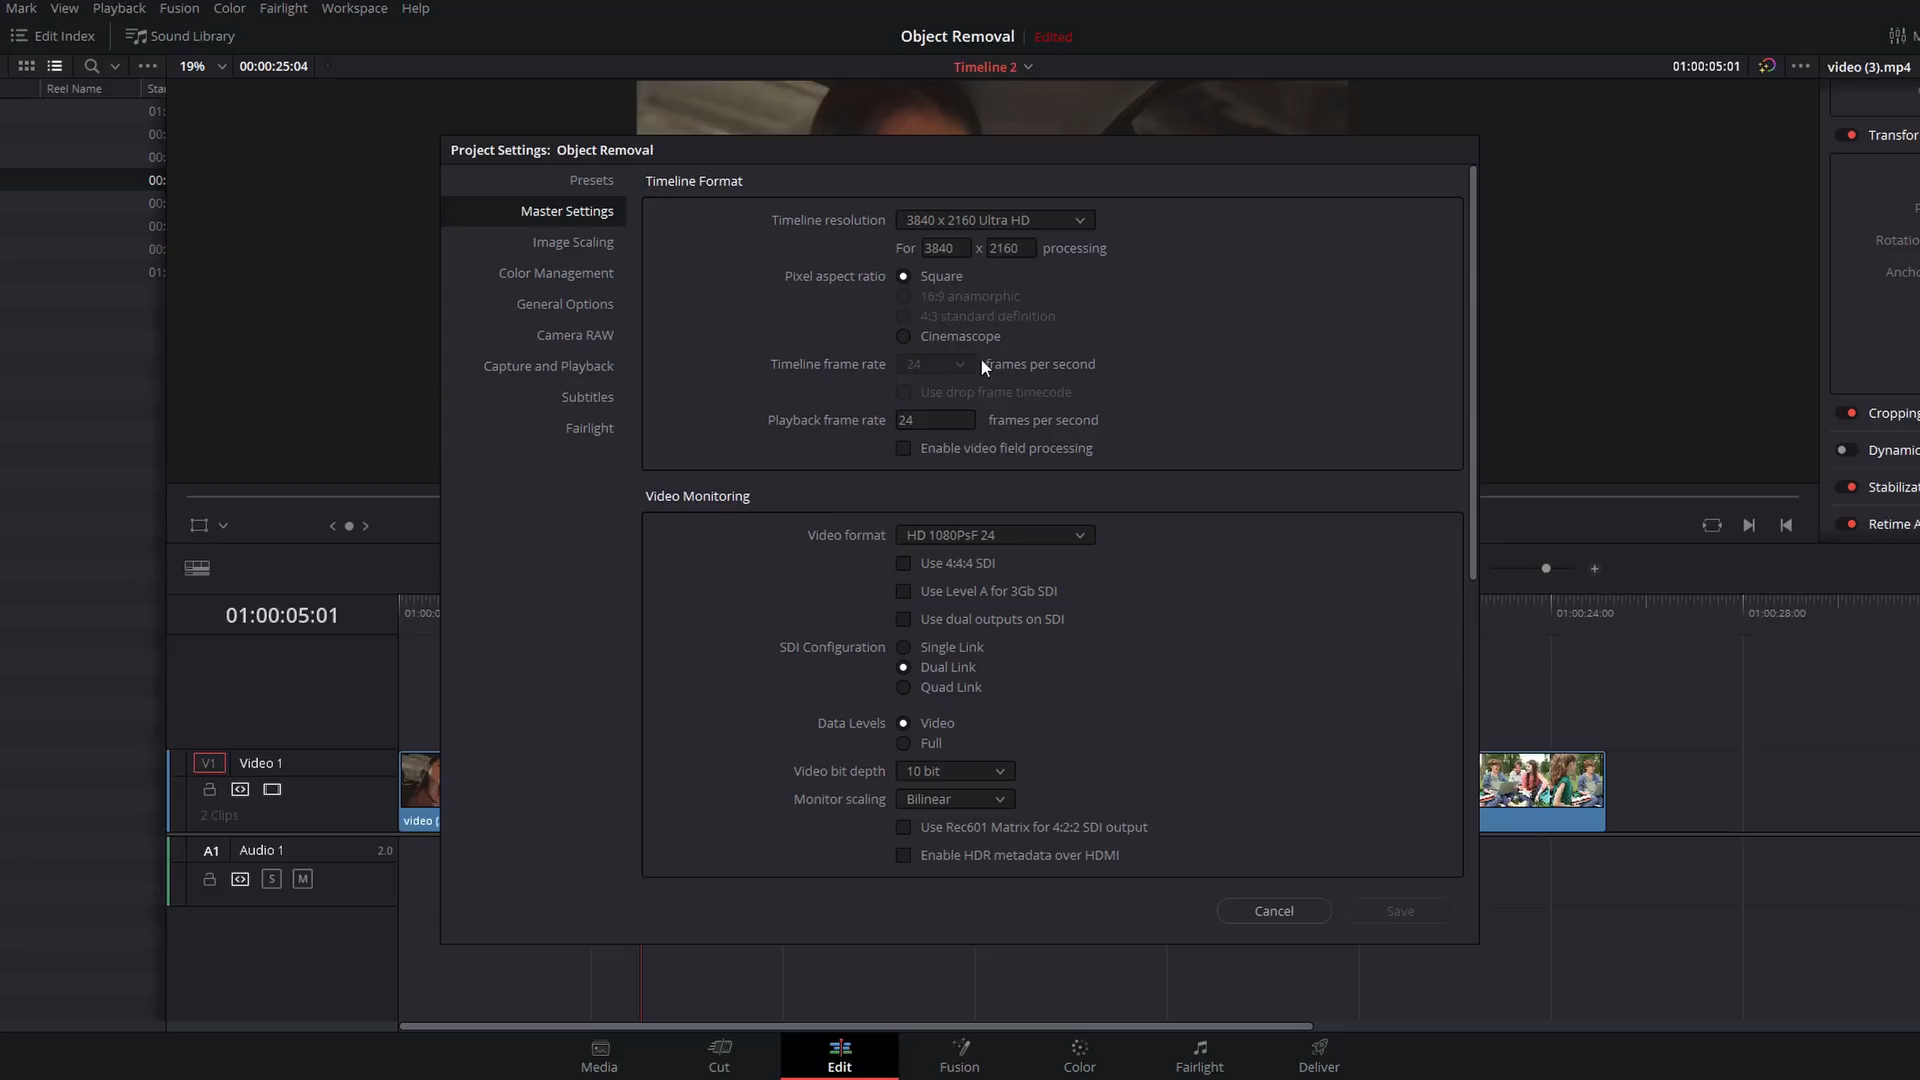 Mark View Playback Fusion Color Fairlight Workspace Help
Edit Index Sound Library Object Removal Edited
19% 00:00:25:04 Timeline 2 01:00:05:01 video (3).mp4
Reel Name
01:
00:
00:
00:
00:
00:
00:
01:
Project Settings: Object Removal
Presets
Master Settings
Image Scaling
Color Management
General Options
Camera RAW
Capture and Playback
Subtitles
Fairlight
Timeline Format
Timeline resolution 3840 x 2160 Ultra HD
For 3840 x 2160 processing
Pixel aspect ratio Square
16:9 anamorphic
4:3 standard definition
Cinemascope
Timeline frame rate 24 frames per second
Use drop frame timecode
Playback frame rate 24 frames per second
Enable video field processing
Video Monitoring
Video format HD 1080PsF 24
Use 4:4:4 SDI
Use Level A for 3Gb SDI
Use dual outputs on SDI
SDI Configuration Single Link
Dual Link
Quad Link
Data Levels Video
Full
Video bit depth 10 bit
Monitor scaling Bilinear
Use Rec601 Matrix for 4:2:2 SDI output
Enable HDR metadata over HDMI
Cancel Save
Transfor
Rotatio
Ancho
Cropping
Dynamic
Stabilizat
Retime A
01:00:05:01
01:00:24:00 01:00:28:00
V1 Video 1
2 Clips
video
A1 Audio 1 2.0
S M
Media Cut Edit Fusion Color Fairlight Deliver